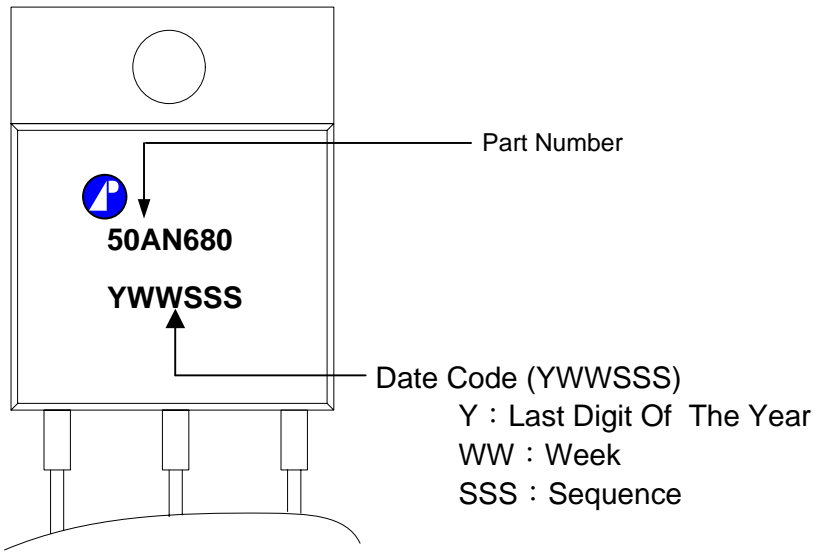 Part Number
50AN680
YWWSSS
Date Code (YWWSSS)
Y：Last Digit Of The Year
WW：Week
SSS：Sequence